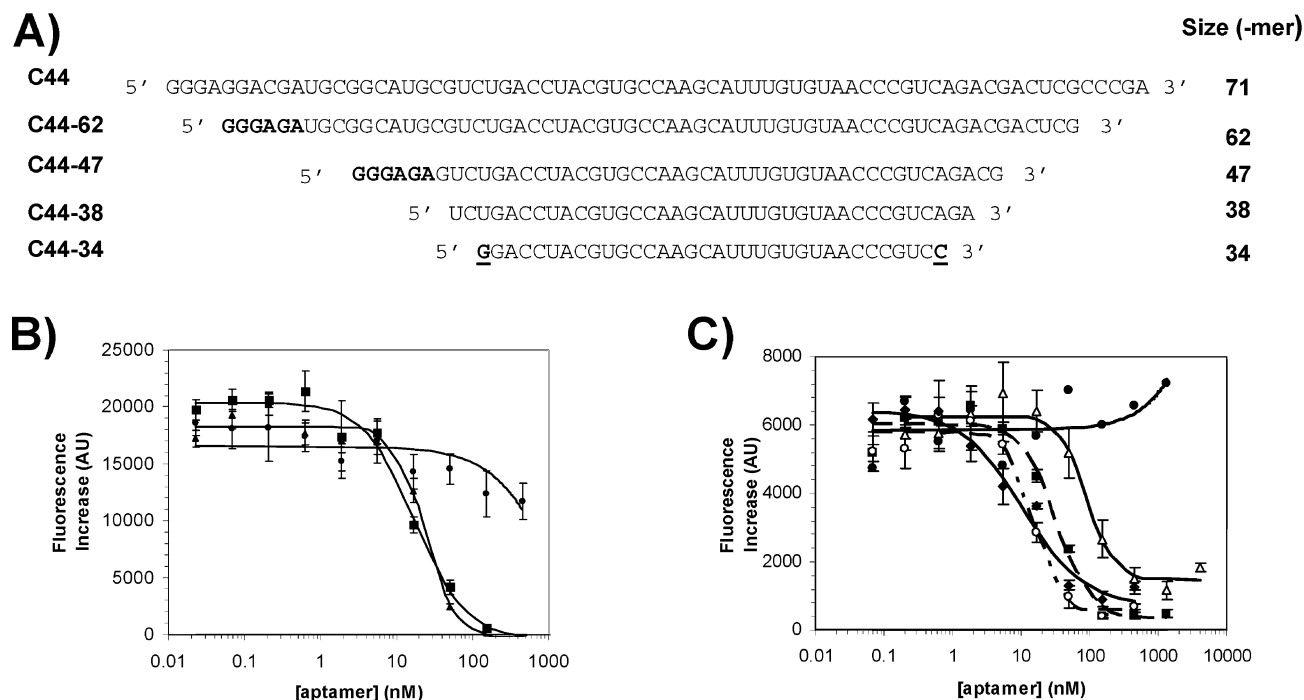 A)
Size (-mer)
C44 5' GGGAGGACGAUGCGGCAUGCGUCUGACCUACGUGCCAAGCAUUUGUGUAACCCGUCAGACGACUCGCCCGA 3' 71
C44-62 5' GGGAGAUGCGGCAUGCGUCUGACCUACGUGCCAAGCAUUUGUGUAACCCGUCAGACGACUCG 3' 62
C44-47 5' GGGAGAGUCUGACCUACGUGCCAAGCAUUUGUGUAACCCGUCAGACG 3' 47
C44-38 5' UCUGACCUACGUGCCAAGCAUUUGUGUAACCCGUCAGA 3' 38
C44-34 5' GGACCUACGUGCCAAGCAUUUGUGUAACCCGUCC 3' 34
B)
Fluorescence
Increase (AU)
25000
20000
15000
10000
5000
0
0.01 0.1 1 10 100 1000
[aptamer] (nM)
C)
Fluorescence
Increase (AU)
8000
6000
4000
2000
0
0.01 0.1 1 10 100 1000 10000
[aptamer] (nM)